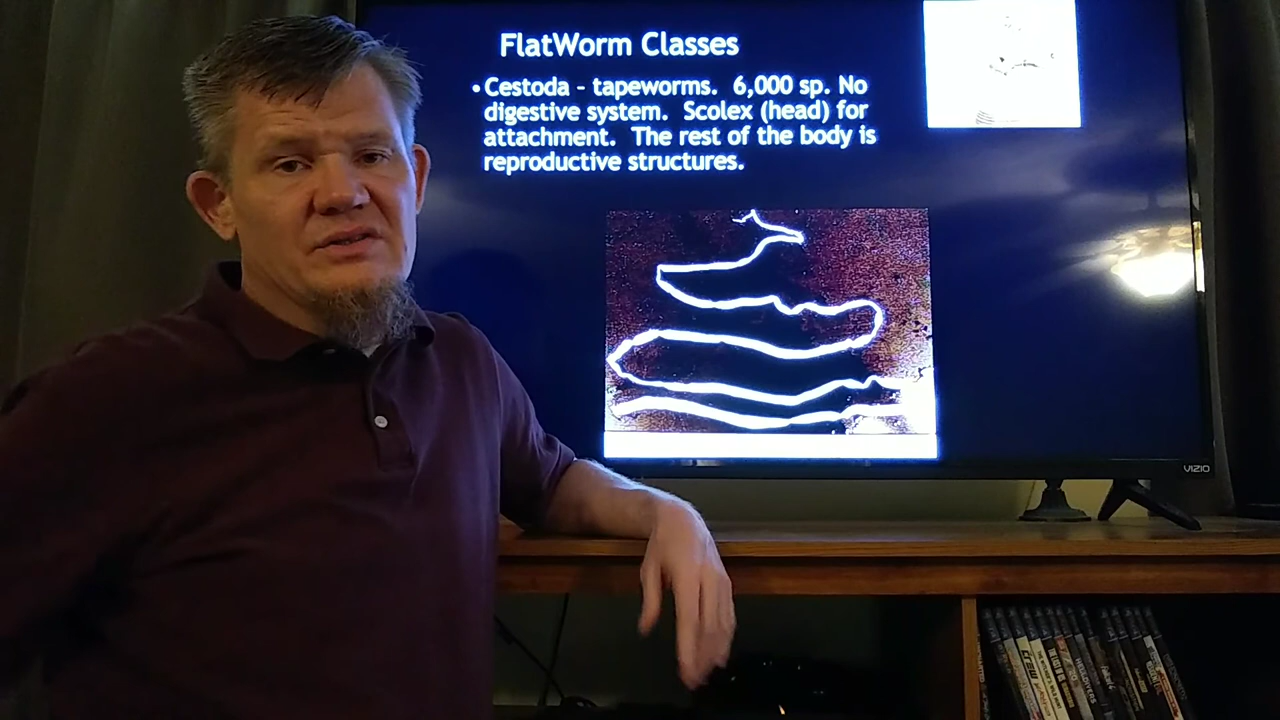 FlatWorm Classes
• Cestoda - tapeworms. 6,000 sp. No
digestive system. Scolex (head) for
attachment. The rest of the body is
reproductive structures.
VIZIO